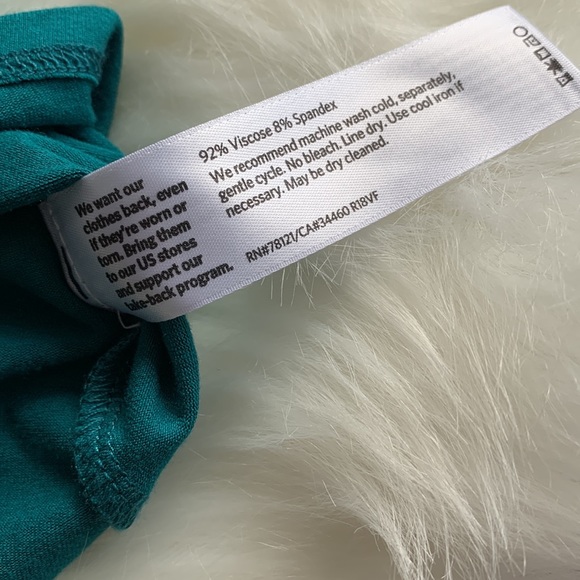 92% Viscose 8% Spandex
We recommend machine wash cold, separately,
gentle cycle. No bleach. Line dry. Use cool iron if
necessary. May be dry cleaned.
RN#78121/CA#34460 R1RVF
We want our
clothes back, even
if they're worn or
torn. Bring them
to our US stores
and support our
take-back program.